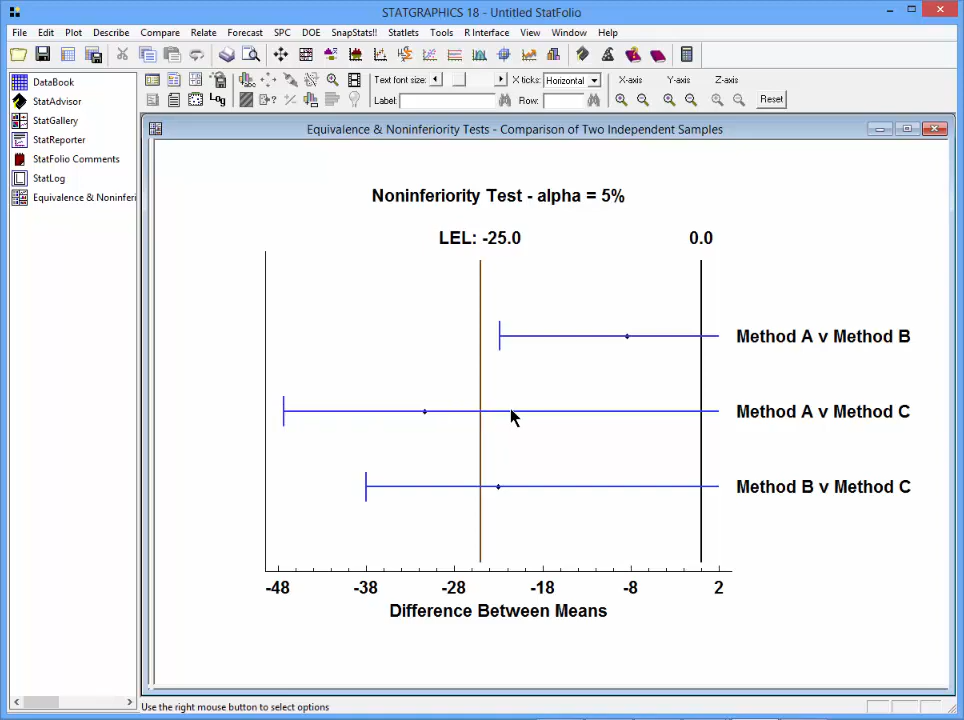 STATGRAPHICS 18 - Untitled StatFolio
File Edit Plot Describe Compare Relate Forecast SPC DOE SnapStats!! Statlets Tools R Interface View Window Help
Text font size: X ticks: Horizontal X-axis Y-axis Z-axis
Log Label: Row: Reset
DataBook
StatAdvisor
StatGallery
StatReporter
StatFolio Comments
StatLog
Equivalence & Noninferi
Equivalence & Noninferiority Tests - Comparison of Two Independent Samples
Noninferiority Test - alpha = 5%
LEL: -25.0 0.0
Method A v Method B
Method A v Method C
Method B v Method C
-48 -38 -28 -18 -8 2
Difference Between Means
Use the right mouse button to select options